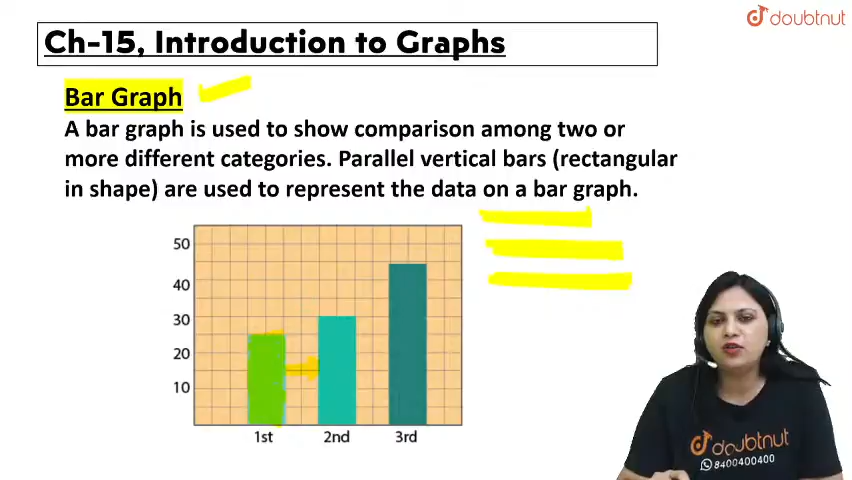 doubtnut
Ch-15, Introduction to Graphs
Bar Graph
A bar graph is used to show comparison among two or
more different categories. Parallel vertical bars (rectangular
in shape) are used to represent the data on a bar graph.
50
40
30
20
10
1st 2nd 3rd
doubtnut
8400400400